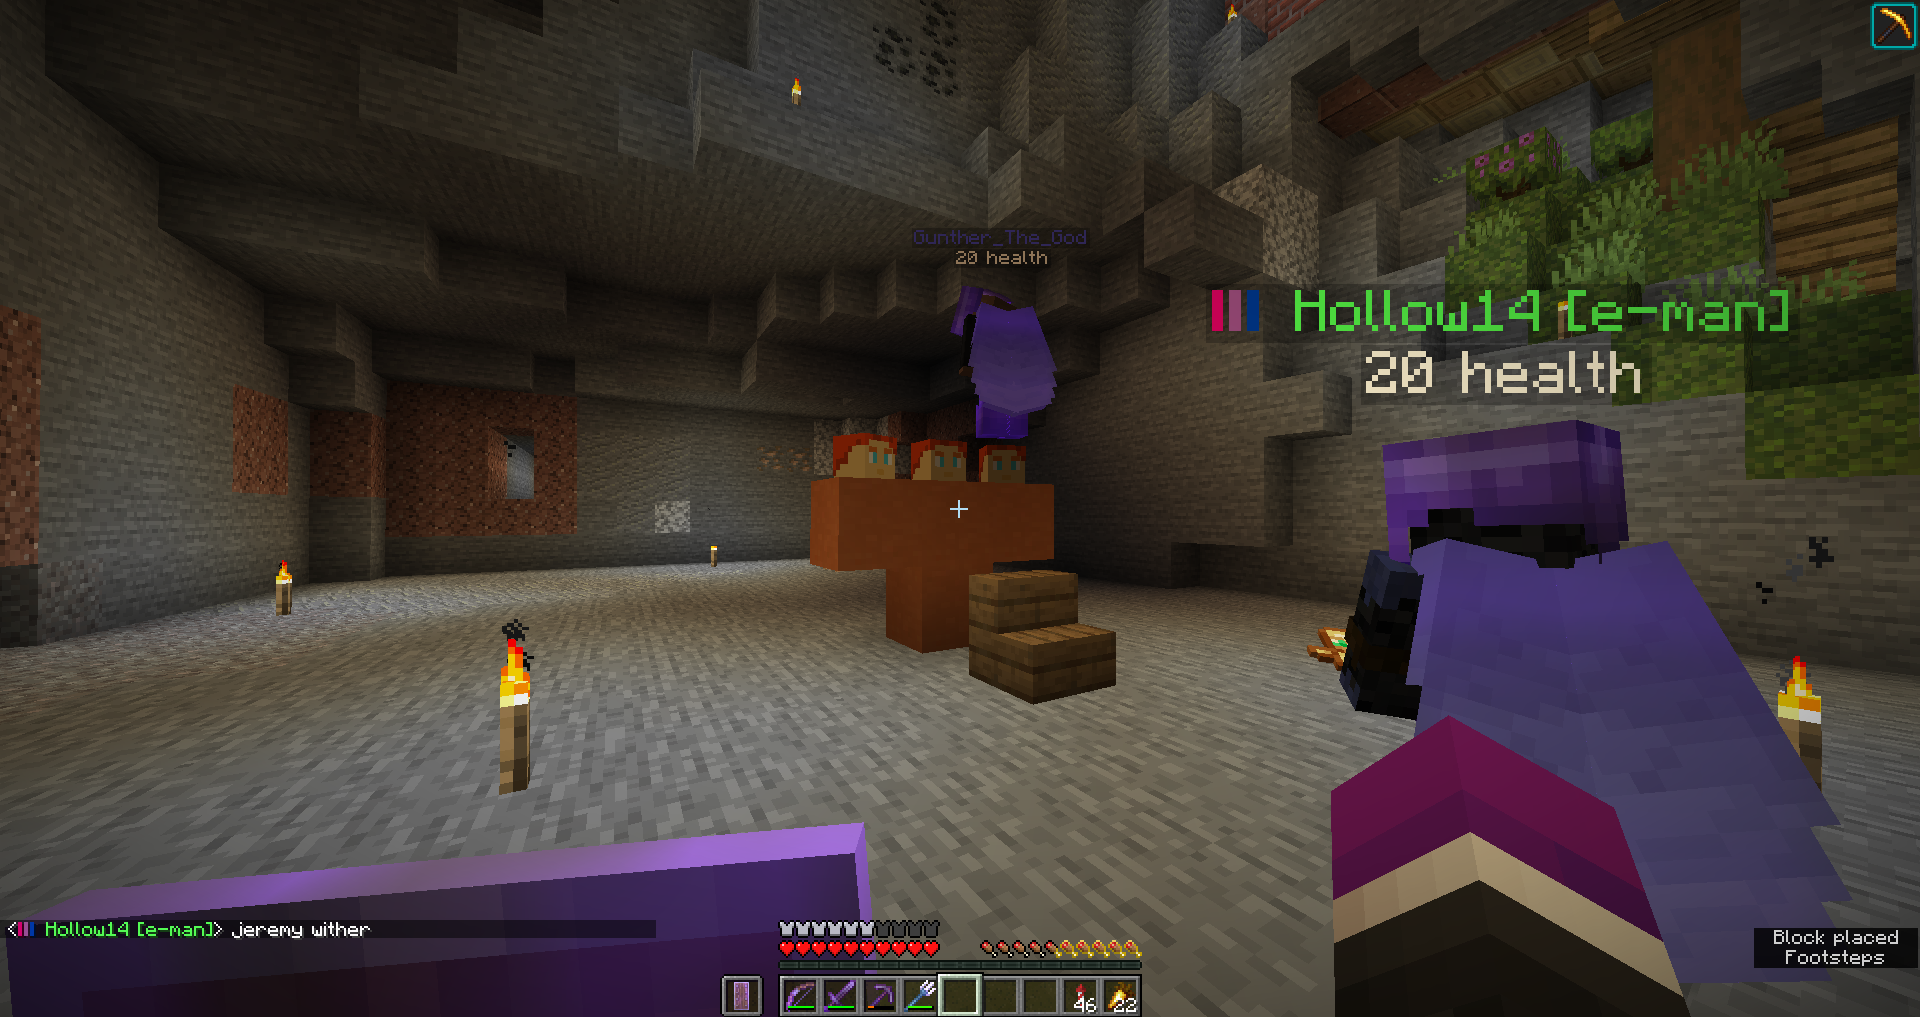 Gunther_The_God
20 health
Hollow14 [e-man]
20 health
<Hollow14 [e-man]> jeremy wither
Block placed
Footsteps
46
22